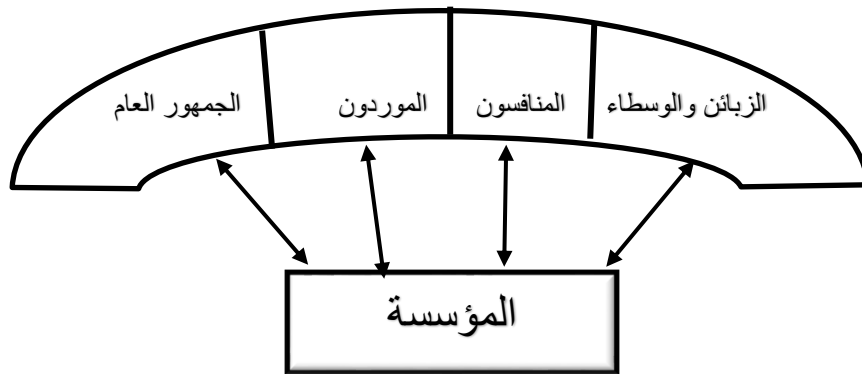 الزبائن والوسطاء
المنافسون
الموردون
الجمهور العام
المؤسسة